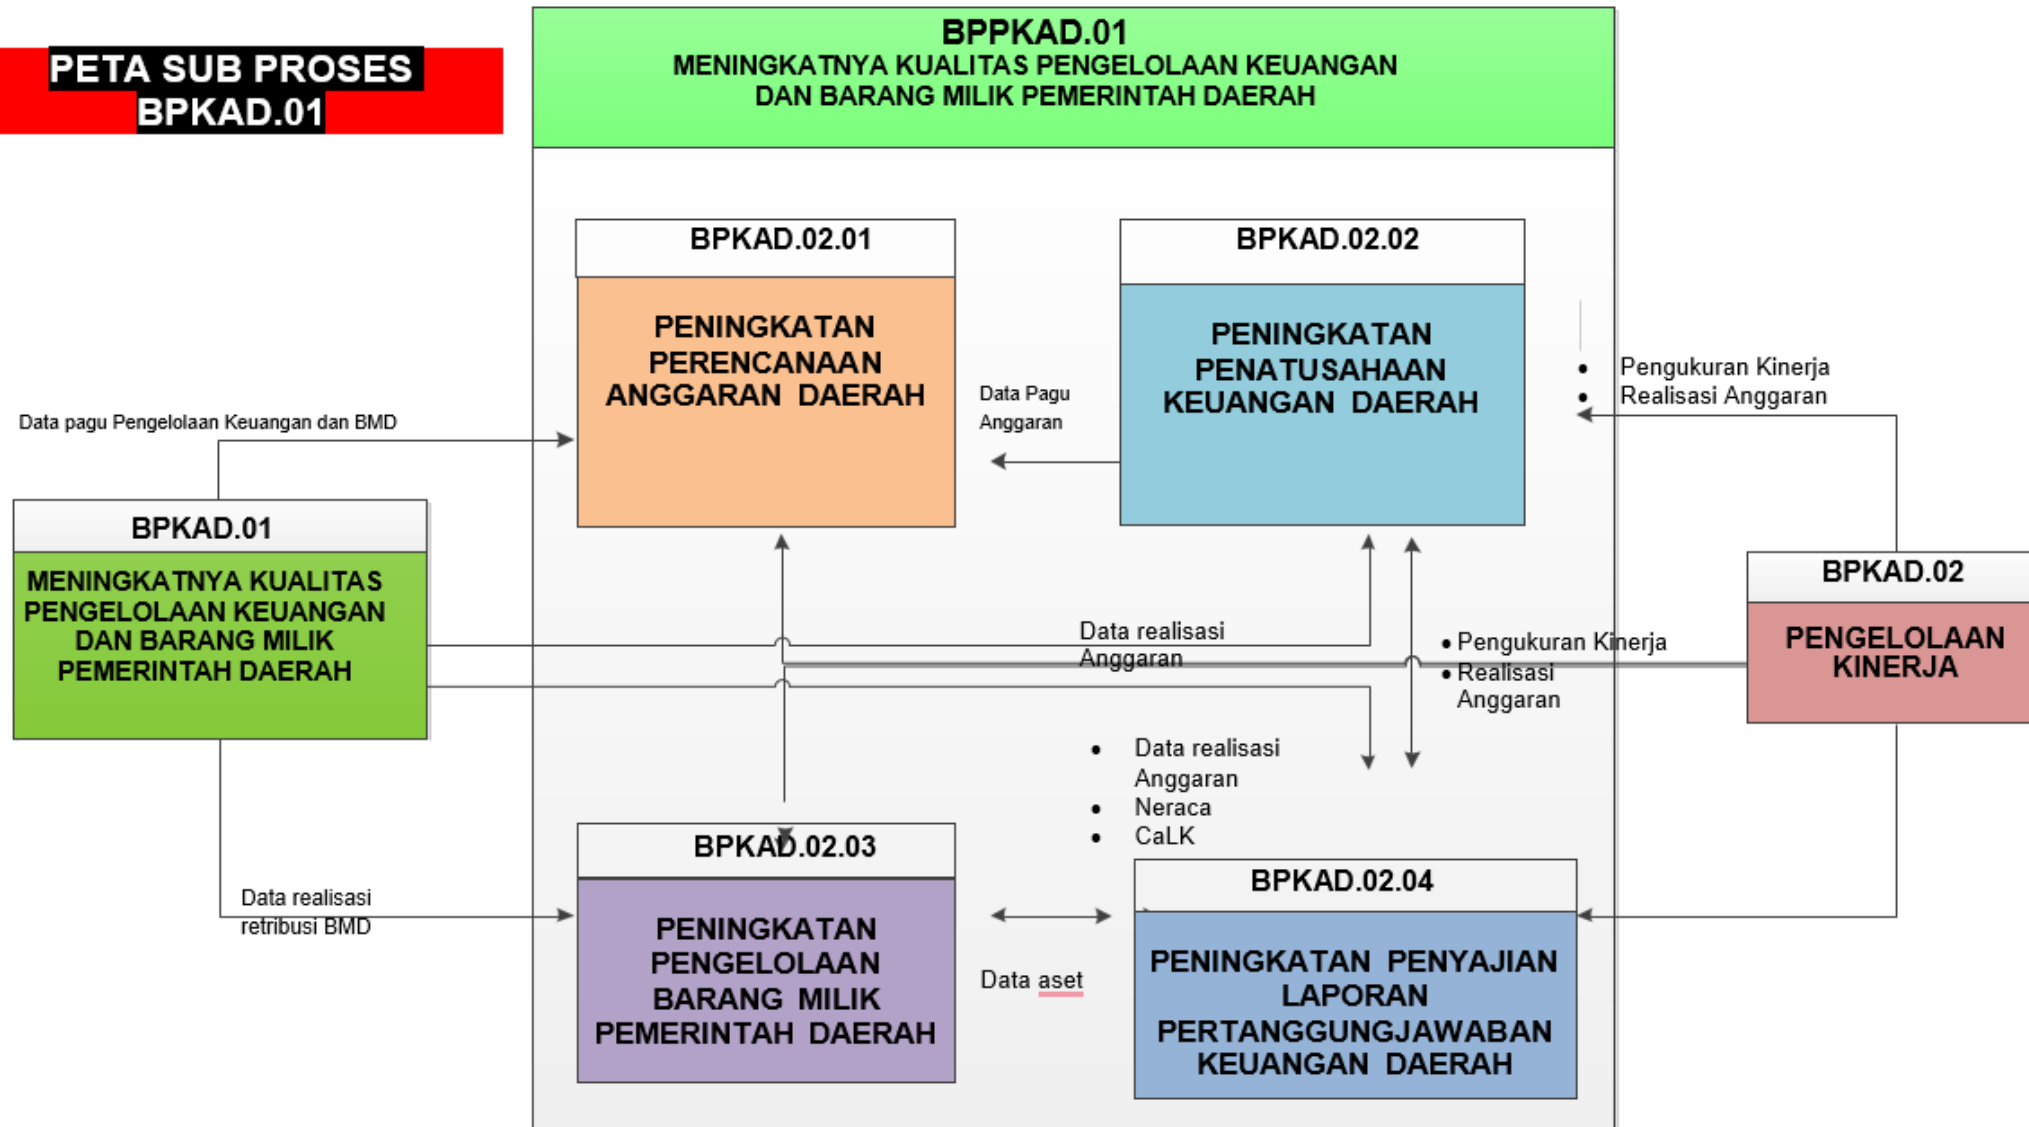 PETA SUB PROSES
BPKAD.01
BPPKAD.01
MENINGKATNYA KUALITAS PENGELOLAAN KEUANGAN
DAN BARANG MILIK PEMERINTAH DAERAH
BPKAD.02.01
PENINGKATAN
PERENCANAAN
ANGGARAN DAERAH
Data Pagu
Anggaran
BPKAD.02.02
PENINGKATAN
PENATUSAHAAN
KEUANGAN DAERAH
• Pengukuran Kinerja
• Realisasi Anggaran
Data pagu Pengelolaan Keuangan dan BMD
BPKAD.01
MENINGKATNYA KUALITAS
PENGELOLAAN KEUANGAN
DAN BARANG MILIK
PEMERINTAH DAERAH
Data realisasi
Anggaran
• Pengukuran Kinerja
• Realisasi
Anggaran
BPKAD.02
PENGELOLAAN
KINERJA
• Data realisasi
Anggaran
• Neraca
• CaLK
Data realisasi
retribusi BMD
BPKAD.02.03
PENINGKATAN
PENGELOLAAN
BARANG MILIK
PEMERINTAH DAERAH
Data aset
BPKAD.02.04
PENINGKATAN PENYAJIAN
LAPORAN
PERTANGGUNGJAWABAN
KEUANGAN DAERAH